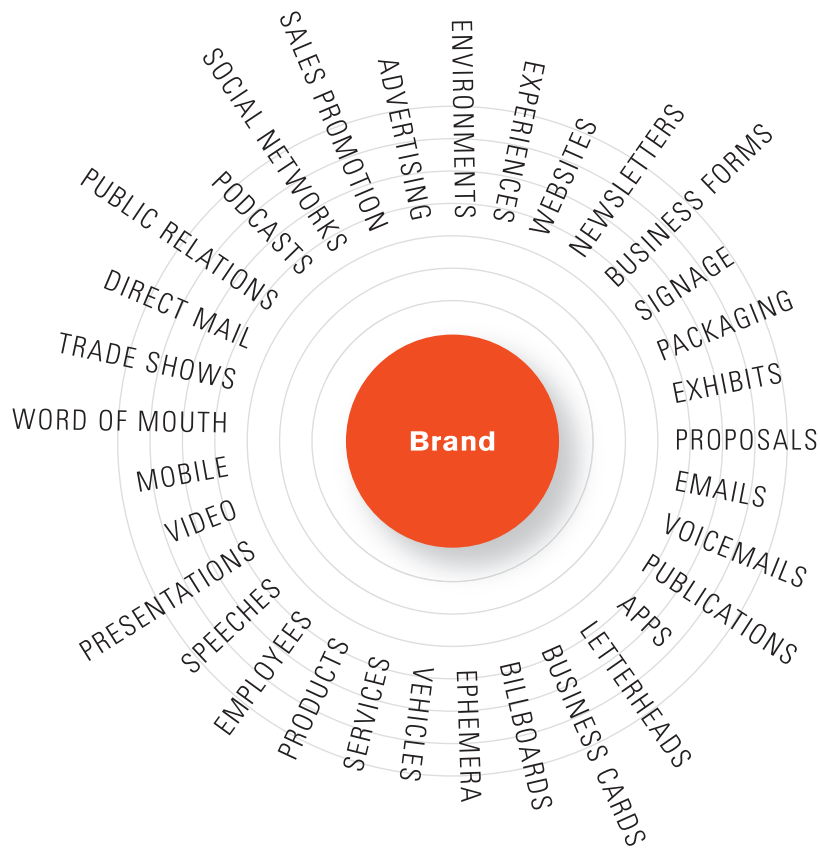 Brand
ENVIRONMENTS
EXPERIENCES
WEBSITES
NEWSLETTERS
BUSINESS FORMS
SIGNAGE
PACKAGING
EXHIBITS
PROPOSALS
EMAILS
VOICEMAILS
PUBLICATIONS
APPS
LETTERHEADS
BUSINESS CARDS
BILLBOARDS
EPHEMERA
VEHICLES
SERVICES
PRODUCTS
EMPLOYEES
SPEECHES
PRESENTATIONS
VIDEO
MOBILE
WORD OF MOUTH
TRADE SHOWS
DIRECT MAIL
PUBLIC RELATIONS
PODCASTS
SOCIAL NETWORKS
SALES PROMOTION
ADVERTISING